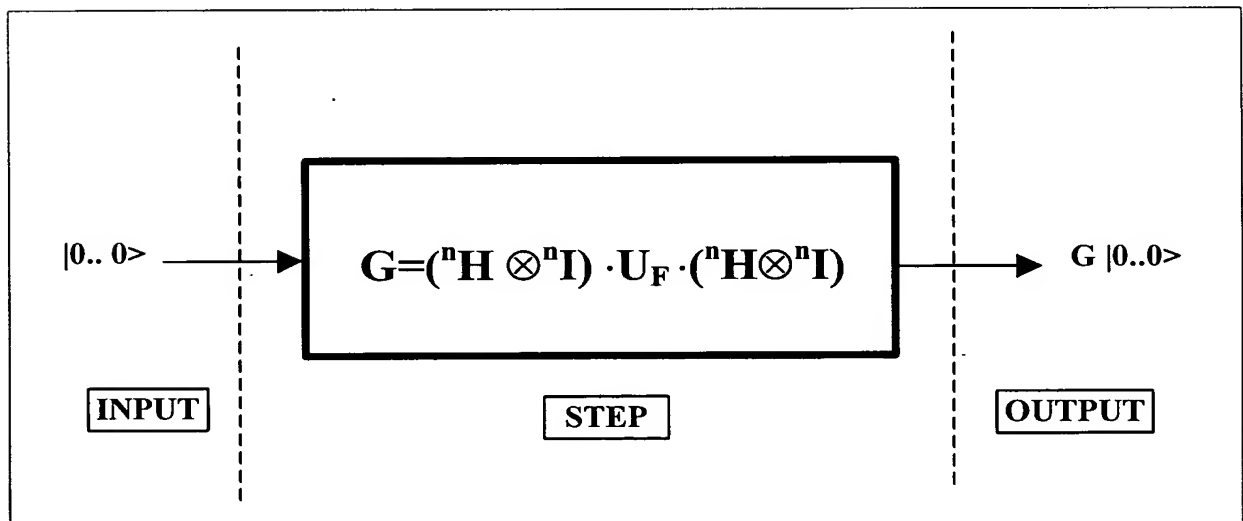 |0.. 0>
G=(ⁿH ⊗ⁿI) ·U_F ·(ⁿH⊗ⁿI)
G |0..0>
INPUT
STEP
OUTPUT